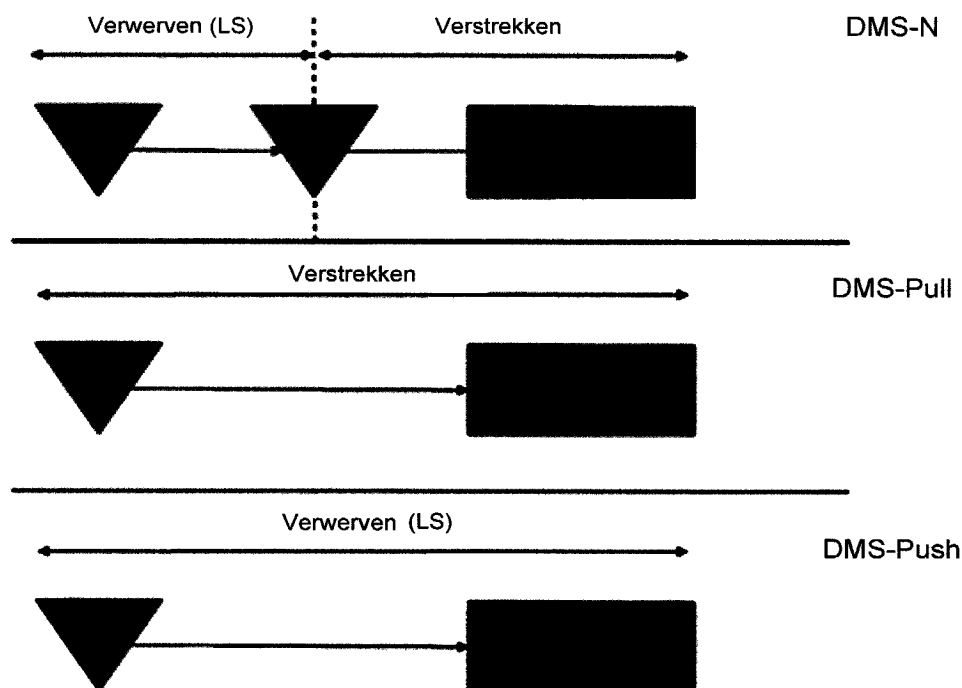 Verwerven (LS)
Verstrekken
DMS-N
Verstrekken
DMS-Pull
Verwerven (LS)
DMS-Push